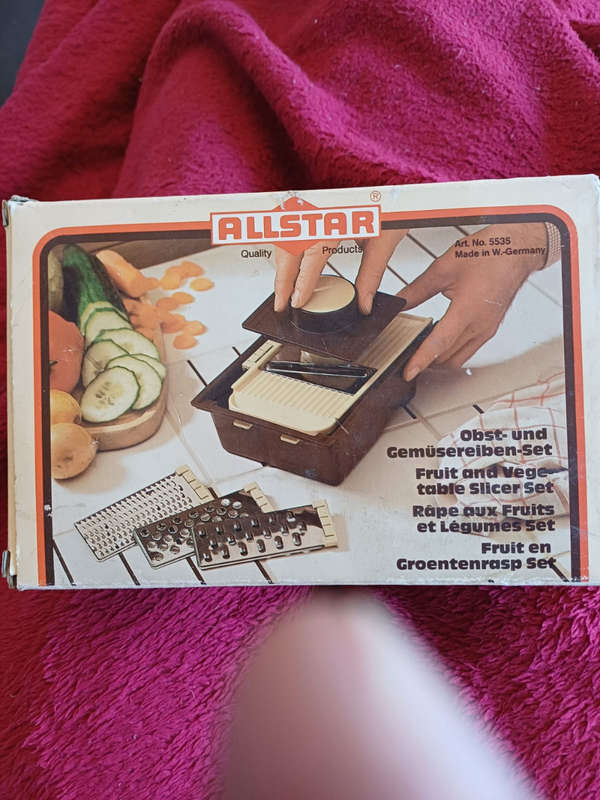 ALLSTAR ®
Quality Products
Art. No. 5535
Made in W.-Germany
Obst- und
Gemüsereiben-Set
Fruit and Vege-
table Slicer Set
Râpe aux Fruits
et Légumes Set
Fruit en
Groentenrasp Set